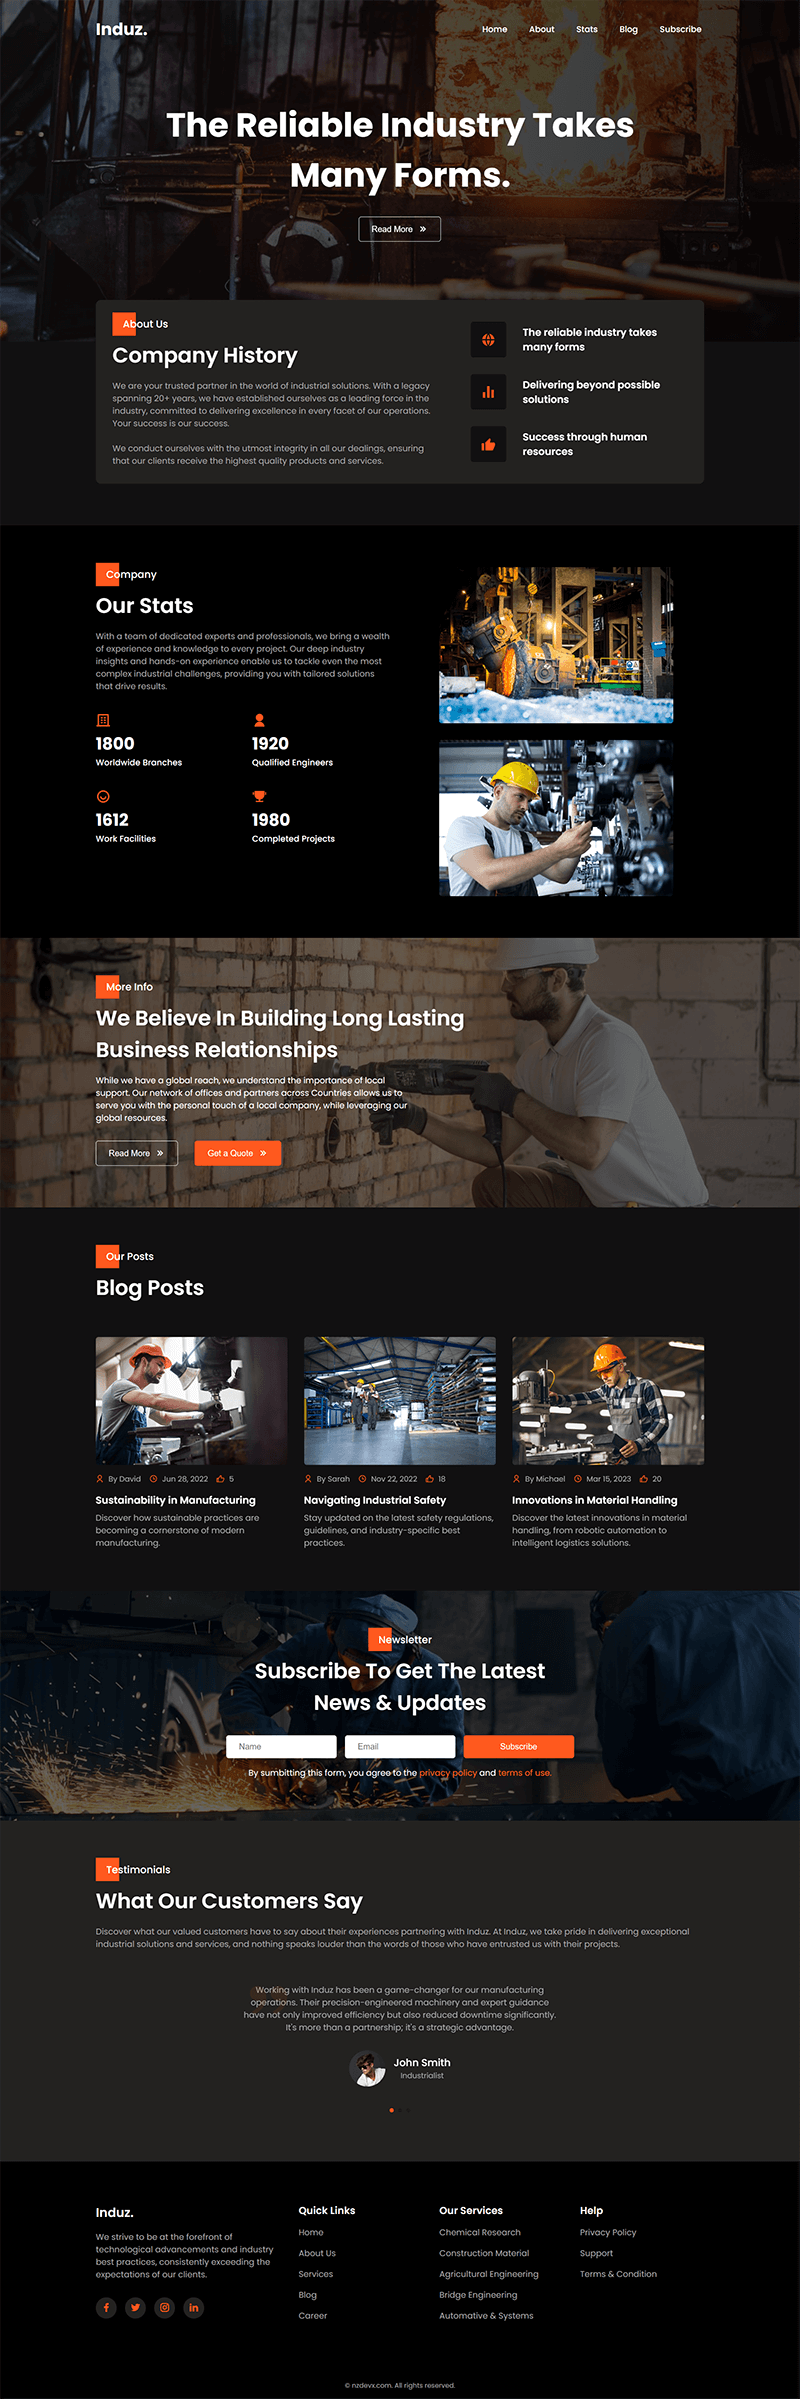 Induz.
Home About Stats Blog Subscribe
The Reliable Industry Takes
Many Forms.
Read More
About Us
Company History
We are your trusted partner in the world of industrial solutions. With a legacy
spanning 20+ years, we have established ourselves as a leading force in the
industry, committed to delivering excellence in every facet of our operations.
Your success is our success.
We conduct ourselves with the utmost integrity in all our dealings, ensuring
that our clients receive the highest quality products and services.
The reliable industry takes
many forms
Delivering beyond possible
solutions
Success through human
resources
Company
Our Stats
With a team of dedicated experts and professionals, we bring a wealth
of experience and knowledge to every project. Our deep industry
insights and hands-on experience enable us to tackle even the most
complex industrial challenges, providing you with tailored solutions
that drive results.
1800
Worldwide Branches
1920
Qualified Engineers
1612
Work Facilities
1980
Completed Projects
More Info
We Believe In Building Long Lasting
Business Relationships
While we have a global reach, we understand the importance of local
support. Our network of offices and partners across Countries allows us to
serve you with the personal touch of a local company, while leveraging our
global resources.
Read More
Get a Quote
Our Posts
Blog Posts
By David Jun 28, 2022 5
Sustainability in Manufacturing
Discover how sustainable practices are
becoming a cornerstone of modern
manufacturing.
By Sarah Nov 22, 2022 18
Navigating Industrial Safety
Stay updated on the latest safety regulations,
guidelines, and industry-specific best
practices.
By Michael Mar 15, 2023 20
Innovations in Material Handling
Discover the latest innovations in material
handling, from robotic automation to
intelligent logistics solutions.
Newsletter
Subscribe To Get The Latest
News & Updates
Name
Email
Subscribe
By sumbitting this form, you agree to the privacy policy and terms of use.
Testimonials
What Our Customers Say
Discover what our valued customers have to say about their experiences partnering with Induz. At Induz, we take pride in delivering exceptional
industrial solutions and services, and nothing speaks louder than the words of those who have entrusted us with their projects.
Working with Induz has been a game-changer for our manufacturing
operations. Their precision-engineered machinery and expert guidance
have not only improved efficiency but also reduced downtime significantly.
It's more than a partnership; it's a strategic advantage.
John Smith
Industrialist
Induz.
We strive to be at the forefront of
technological advancements and industry
best practices, consistently exceeding the
expectations of our clients.
Quick Links
Home
About Us
Services
Blog
Career
Our Services
Chemical Research
Construction Material
Agricultural Engineering
Bridge Engineering
Automative & Systems
Help
Privacy Policy
Support
Terms & Condition
© nzdevx.com. All rights reserved.